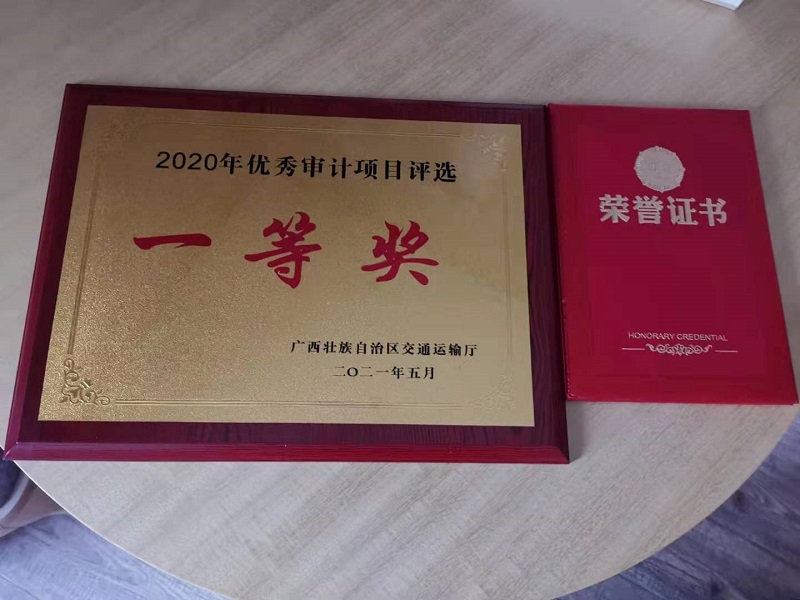 2020年优秀审计项目评选
一等奖
广西壮族自治区交通运输厅
二〇二一年五月
荣誉证书
HONORARY CREDENTIAL